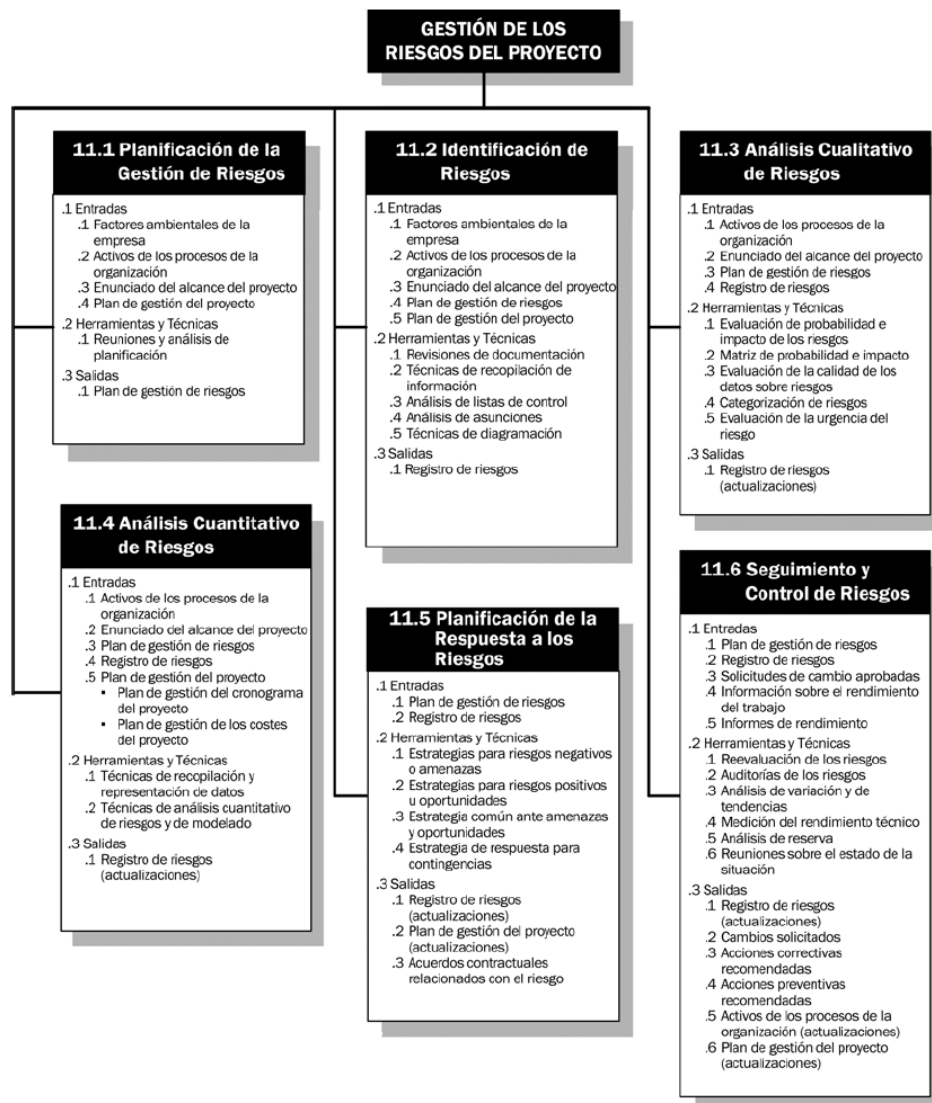 GESTIÓN DE LOS
RIESGOS DEL PROYECTO
11.1 Planificación de la
Gestión de Riesgos
.1 Entradas
.1 Factores ambientales de la
empresa
.2 Activos de los procesos de la
organización
.3 Enunciado del alcance del proyecto
.4 Plan de gestión del proyecto
.2 Herramientas y Técnicas
.1 Reuniones y análisis de
planificación
.3 Salidas
.1 Plan de gestión de riesgos
11.2 Identificación de
Riesgos
.1 Entradas
.1 Factores ambientales de la
empresa
.2 Activos de los procesos de la
organización
.3 Enunciado del alcance del proyecto
.4 Plan de gestión de riesgos
.5 Plan de gestión del proyecto
.2 Herramientas y Técnicas
.1 Revisiones de documentación
.2 Técnicas de recopilación de
información
.3 Análisis de listas de control
.4 Análisis de asunciones
.5 Técnicas de diagramación
.3 Salidas
.1 Registro de riesgos
11.3 Análisis Cualitativo
de Riesgos
.1 Entradas
.1 Activos de los procesos de la
organización
.2 Enunciado del alcance del proyecto
.3 Plan de gestión de riesgos
.4 Registro de riesgos
.2 Herramientas y Técnicas
.1 Evaluación de probabilidad e
impacto de los riesgos
.2 Matriz de probabilidad e impacto
.3 Evaluación de la calidad de los
datos sobre riesgos
.4 Categorización de riesgos
.5 Evaluación de la urgencia del
riesgo
.3 Salidas
.1 Registro de riesgos
(actualizaciones)
11.4 Análisis Cuantitativo
de Riesgos
.1 Entradas
.1 Activos de los procesos de la
organización
.2 Enunciado del alcance del proyecto
.3 Plan de gestión de riesgos
.4 Registro de riesgos
.5 Plan de gestión del proyecto
▪ Plan de gestión del cronograma
del proyecto
▪ Plan de gestión de los costes
del proyecto
.2 Herramientas y Técnicas
.1 Técnicas de recopilación y
representación de datos
.2 Técnicas de análisis cuantitativo
de riesgos y de modelado
.3 Salidas
.1 Registro de riesgos
(actualizaciones)
11.5 Planificación de la
Respuesta a los
Riesgos
.1 Entradas
.1 Plan de gestión de riesgos
.2 Registro de riesgos
.2 Herramientas y Técnicas
.1 Estrategias para riesgos negativos
o amenazas
.2 Estrategias para riesgos positivos
u oportunidades
.3 Estrategia común ante amenazas
y oportunidades
.4 Estrategia de respuesta para
contingencias
.3 Salidas
.1 Registro de riesgos
(actualizaciones)
.2 Plan de gestión del proyecto
(actualizaciones)
.3 Acuerdos contractuales
relacionados con el riesgo
11.6 Seguimiento y
Control de Riesgos
.1 Entradas
.1 Plan de gestión de riesgos
.2 Registro de riesgos
.3 Solicitudes de cambio aprobadas
.4 Información sobre el rendimiento
del trabajo
.5 Informes de rendimiento
.2 Herramientas y Técnicas
.1 Reevaluación de los riesgos
.2 Auditorías de los riesgos
.3 Análisis de variación y de
tendencias
.4 Medición del rendimiento técnico
.5 Análisis de reserva
.6 Reuniones sobre el estado de la
situación
.3 Salidas
.1 Registro de riesgos
(actualizaciones)
.2 Cambios solicitados
.3 Acciones correctivas
recomendadas
.4 Acciones preventivas
recomendadas
.5 Activos de los procesos de la
organización (actualizaciones)
.6 Plan de gestión del proyecto
(actualizaciones)